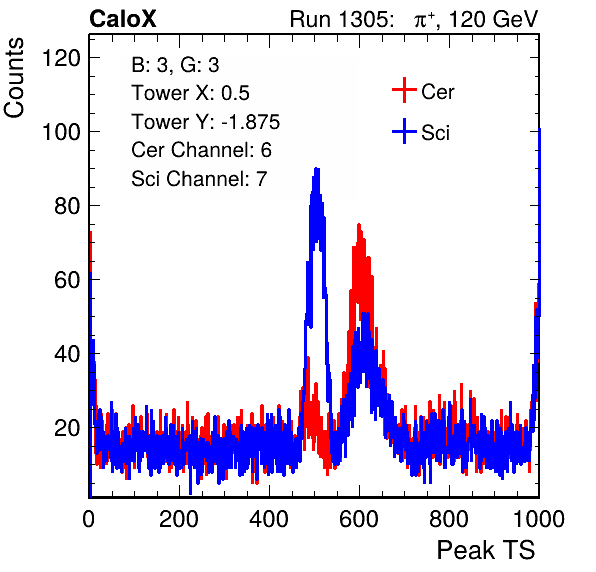 CaloX Run 1305: π⁺, 120 GeV
Counts
120
100
80
60
40
20
B: 3, G: 3
Tower X: 0.5
Tower Y: -1.875
Cer Channel: 6
Sci Channel: 7
Cer
Sci
0 200 400 600 800 1000
Peak TS